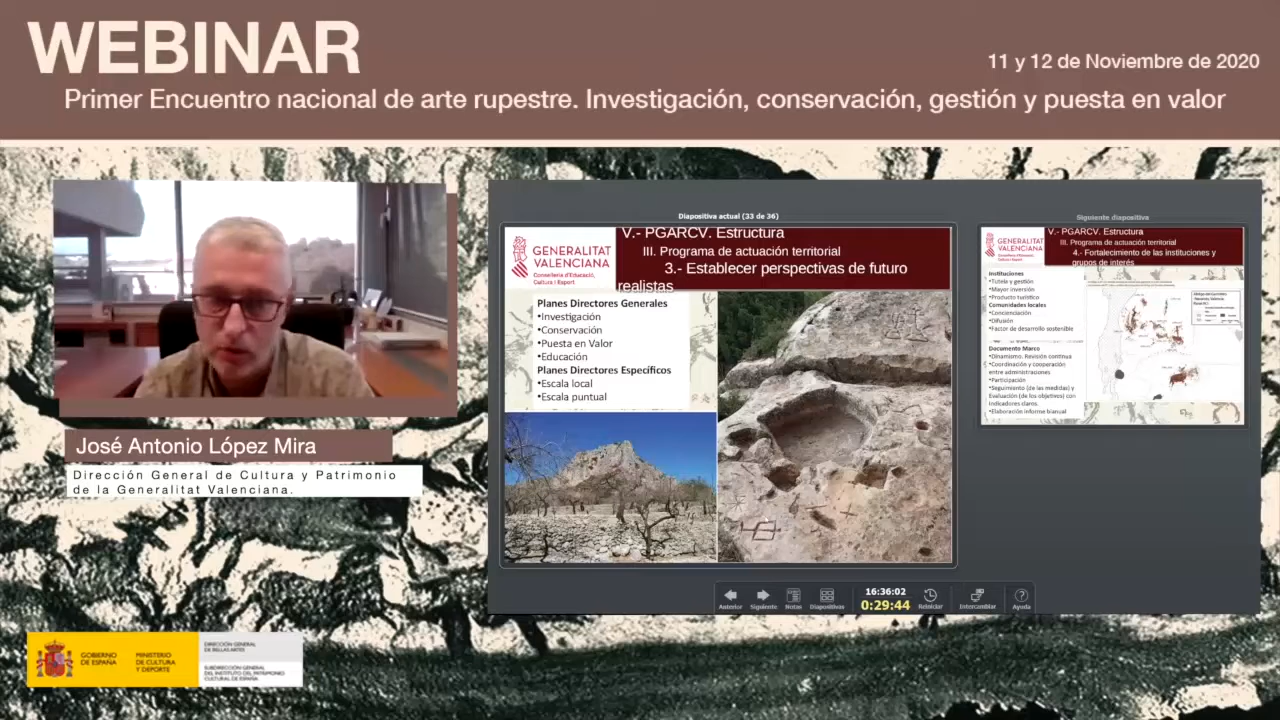 WEBINAR
11 y 12 de Noviembre de 2020
Primer Encuentro nacional de arte rupestre. Investigación, conservación, gestión y puesta en valor
José Antonio López Mira
Dirección General de Cultura y Patrimonio
de la Generalitat Valenciana.
Diapositiva actual (33 de 36)
GENERALITAT
VALENCIANA
Conselleria d'Educació,
Cultura i Esport
V.- PGARCV. Estructura
III. Programa de actuación territorial
3.- Establecer perspectivas de futuro
realistas
Planes Directores Generales
•Investigación
•Conservación
•Puesta en Valor
•Educación
Planes Directores Específicos
•Escala local
•Escala puntual
Siguiente diapositiva
GENERALITAT
VALENCIANA
Conselleria d'Educació,
Cultura i Esport
V.- PGARCV. Estructura
III. Programa de actuación territorial
4.- Fortalecimiento de las instituciones y
grupos de interés
Instituciones
•Tutela y gestión
•Mayor inversión
•Producto turístico
Comunidades locales
•Concienciación
•Difusión
•Factor de desarrollo sostenible
Documento Marco
•Dinamismo. Revisión continua
•Coordinación y cooperación
entre administraciones
•Participación
•Seguimiento (de las medidas) y
Evaluación (de los objetivos) con
indicadores claros.
•Elaboración informe bianual
Anterior
Siguiente
Notas
Diapositivas
16:36:02
0:29:44
Reiniciar
Intercambiar
Ayuda
GOBIERNO
DE ESPAÑA
MINISTERIO
DE CULTURA
Y DEPORTE
DIRECCIÓN GENERAL
DE BELLAS ARTES
SUBDIRECCIÓN GENERAL
DEL INSTITUTO DEL PATRIMONIO
CULTURAL DE ESPAÑA